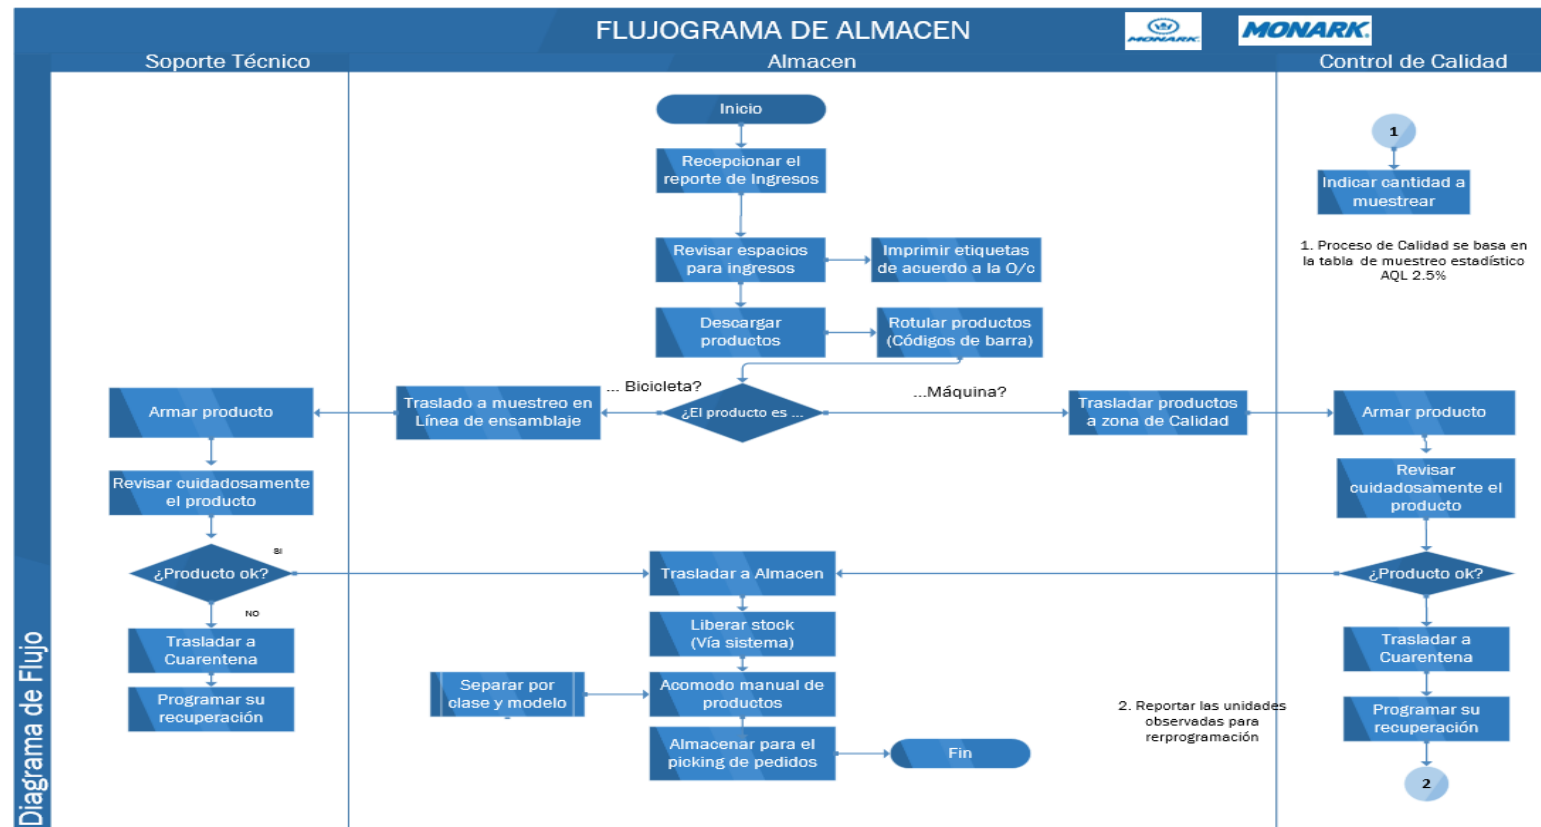 FLUJOGRAMA DE ALMACEN
MONARK
MONARK.
Soporte Técnico
Almacen
Control de Calidad
Inicio
1
Recepcionar el
reporte de Ingresos
Indicar cantidad a
muestrear
Revisar espacios
para ingresos
Imprimir etiquetas
de acuerdo a la O/c
1. Proceso de Calidad se basa en
la tabla de muestreo estadístico
AQL 2.5%
Descargar
productos
Rotular productos
(Códigos de barra)
... Bicicleta?
...Máquina?
Armar producto
Traslado a muestreo en
Línea de ensamblaje
¿El producto es ...
Trasladar productos
a zona de Calidad
Armar producto
Revisar cuidadosamente
el producto
Revisar
cuidadosamente el
producto
BI
¿Producto ok?
Trasladar a Almacen
¿Producto ok?
NO
Trasladar a
Cuarentena
Liberar stock
(Vía sistema)
Trasladar a
Cuarentena
Programar su
recuperación
Separar por
clase y modelo
Acomodo manual de
productos
2. Reportar las unidades
observadas para
rerprogramación
Programar su
recuperación
Almacenar para el
picking de pedidos
Fin
2
Diagrama de Flujo